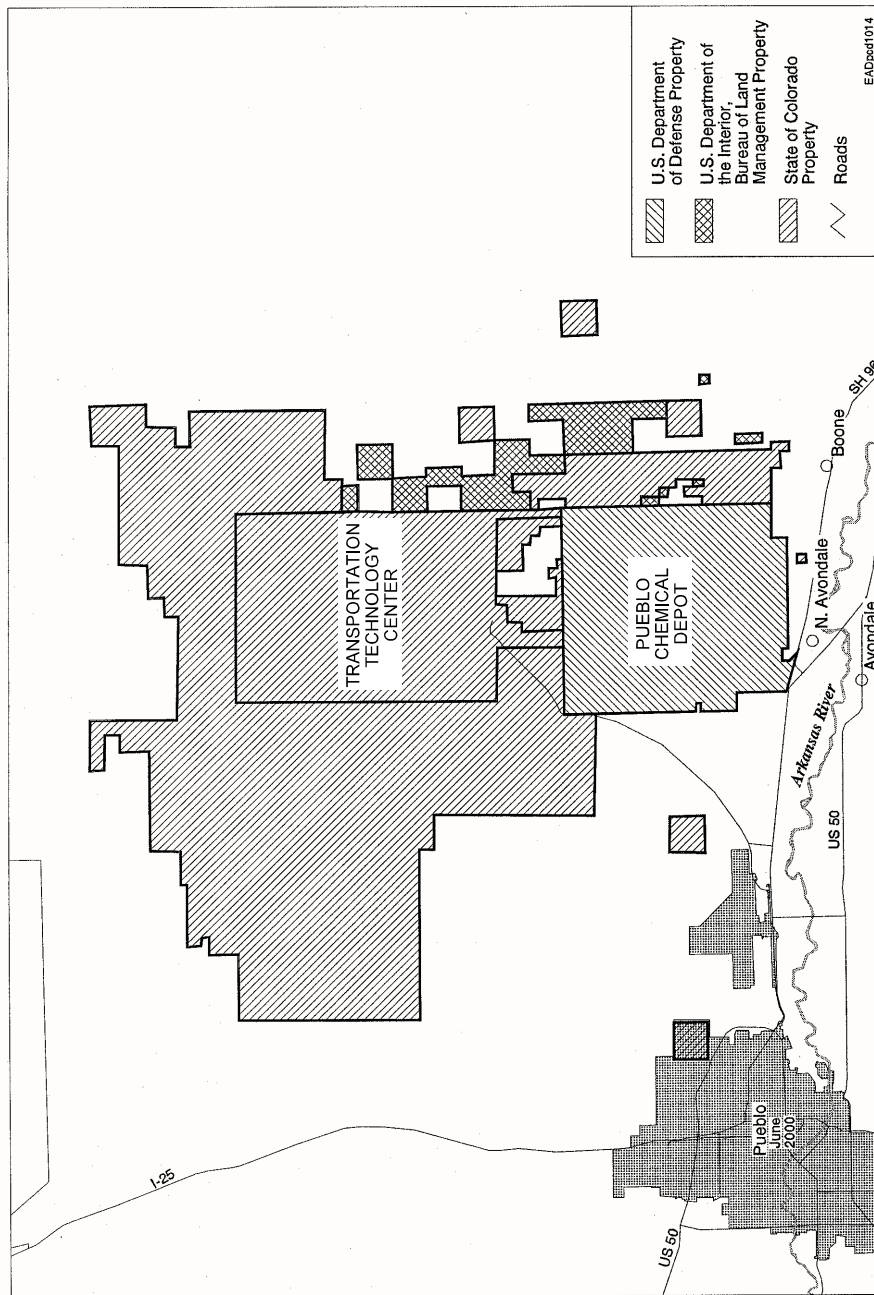 TRANSPORTATION
TECHNOLOGY
CENTER
PUEBLO
CHEMICAL
DEPOT
I-25
US 50
Pueblo
June
2000
Arkansas River
US 50
N. Avondale
Avondale
Boone
SH 96
U.S. Department
of Defense Property
U.S. Department of
the Interior,
Bureau of Land
Management Property
State of Colorado
Property
Roads
EADpcd1014